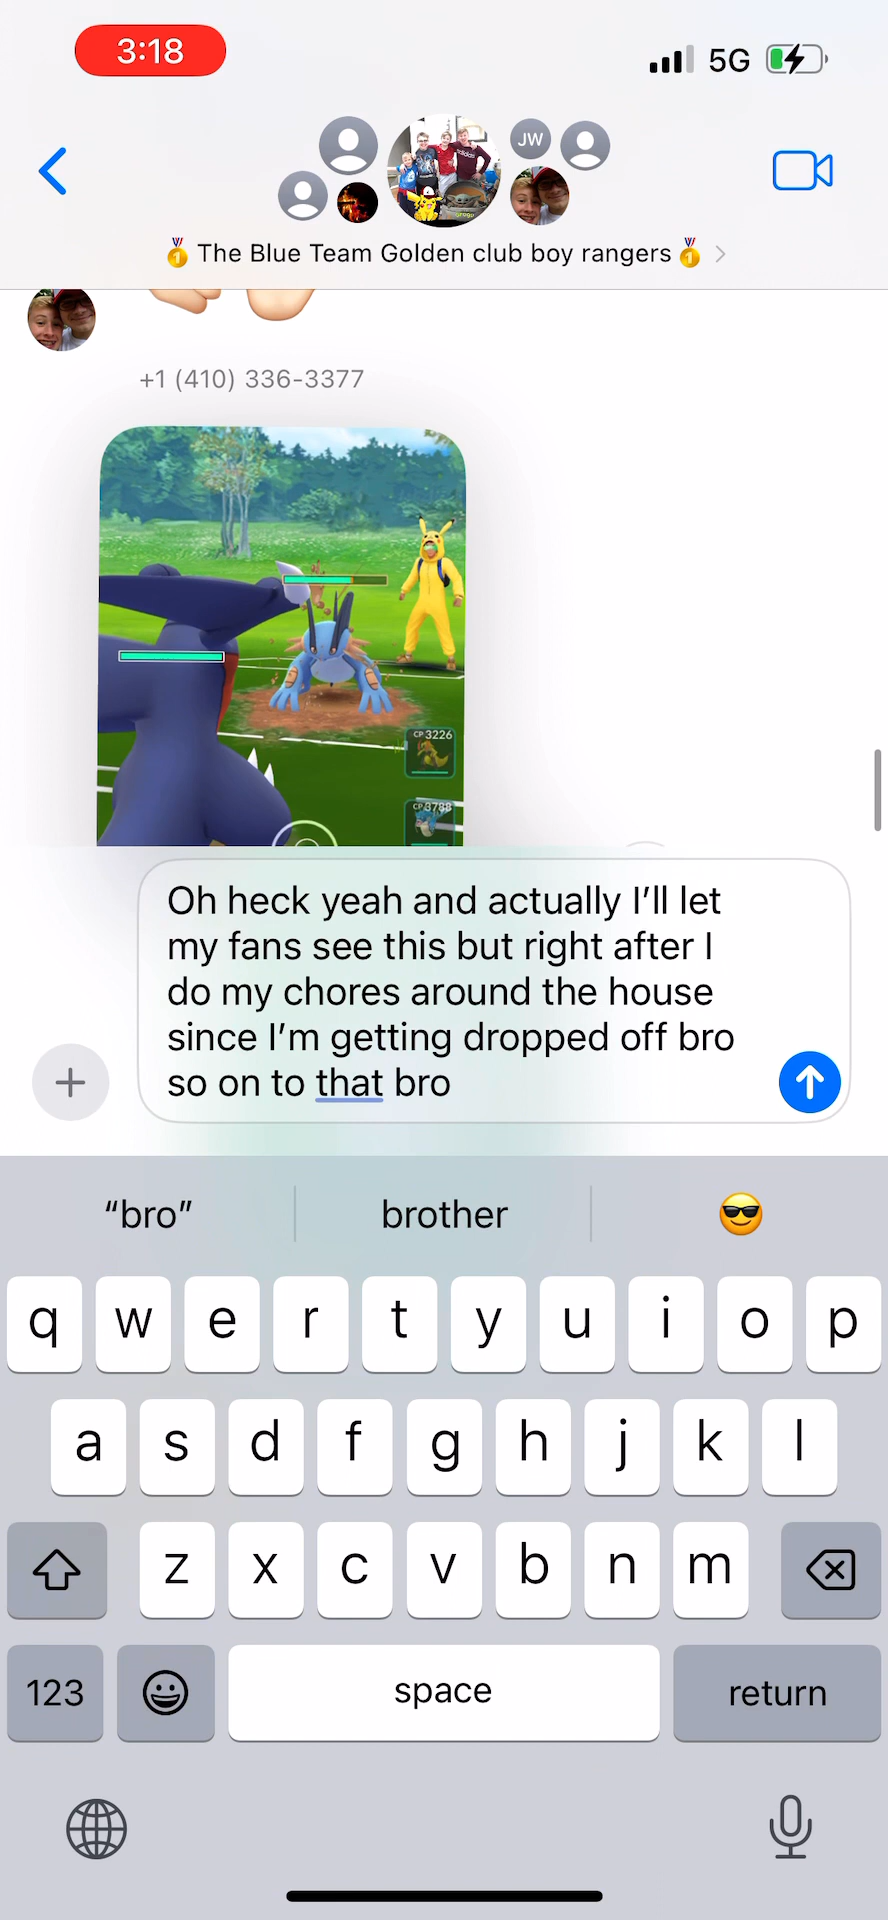 3:18
5G
JW
🥇 The Blue Team Golden club boy rangers 🥇
+1 (410) 336-3377
CP 3226
CP 3788
Oh heck yeah and actually I’ll let
my fans see this but right after I
do my chores around the house
since I’m getting dropped off bro
so on to that bro
“bro” brother 😎
q w e r t y u i o p
a s d f g h j k l
z x c v b n m
123 space return